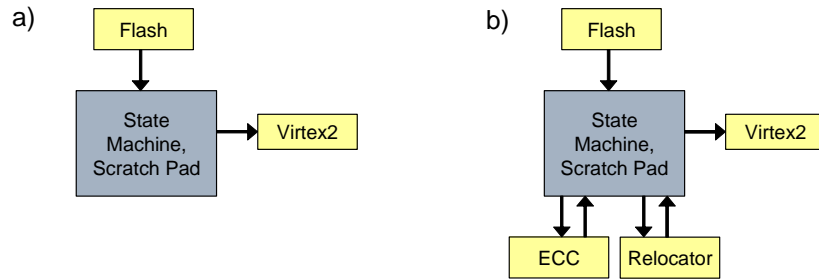 a)
Flash
State
Machine,
Scratch Pad
Virtex2
b)
Flash
State
Machine,
Scratch Pad
Virtex2
ECC
Relocator